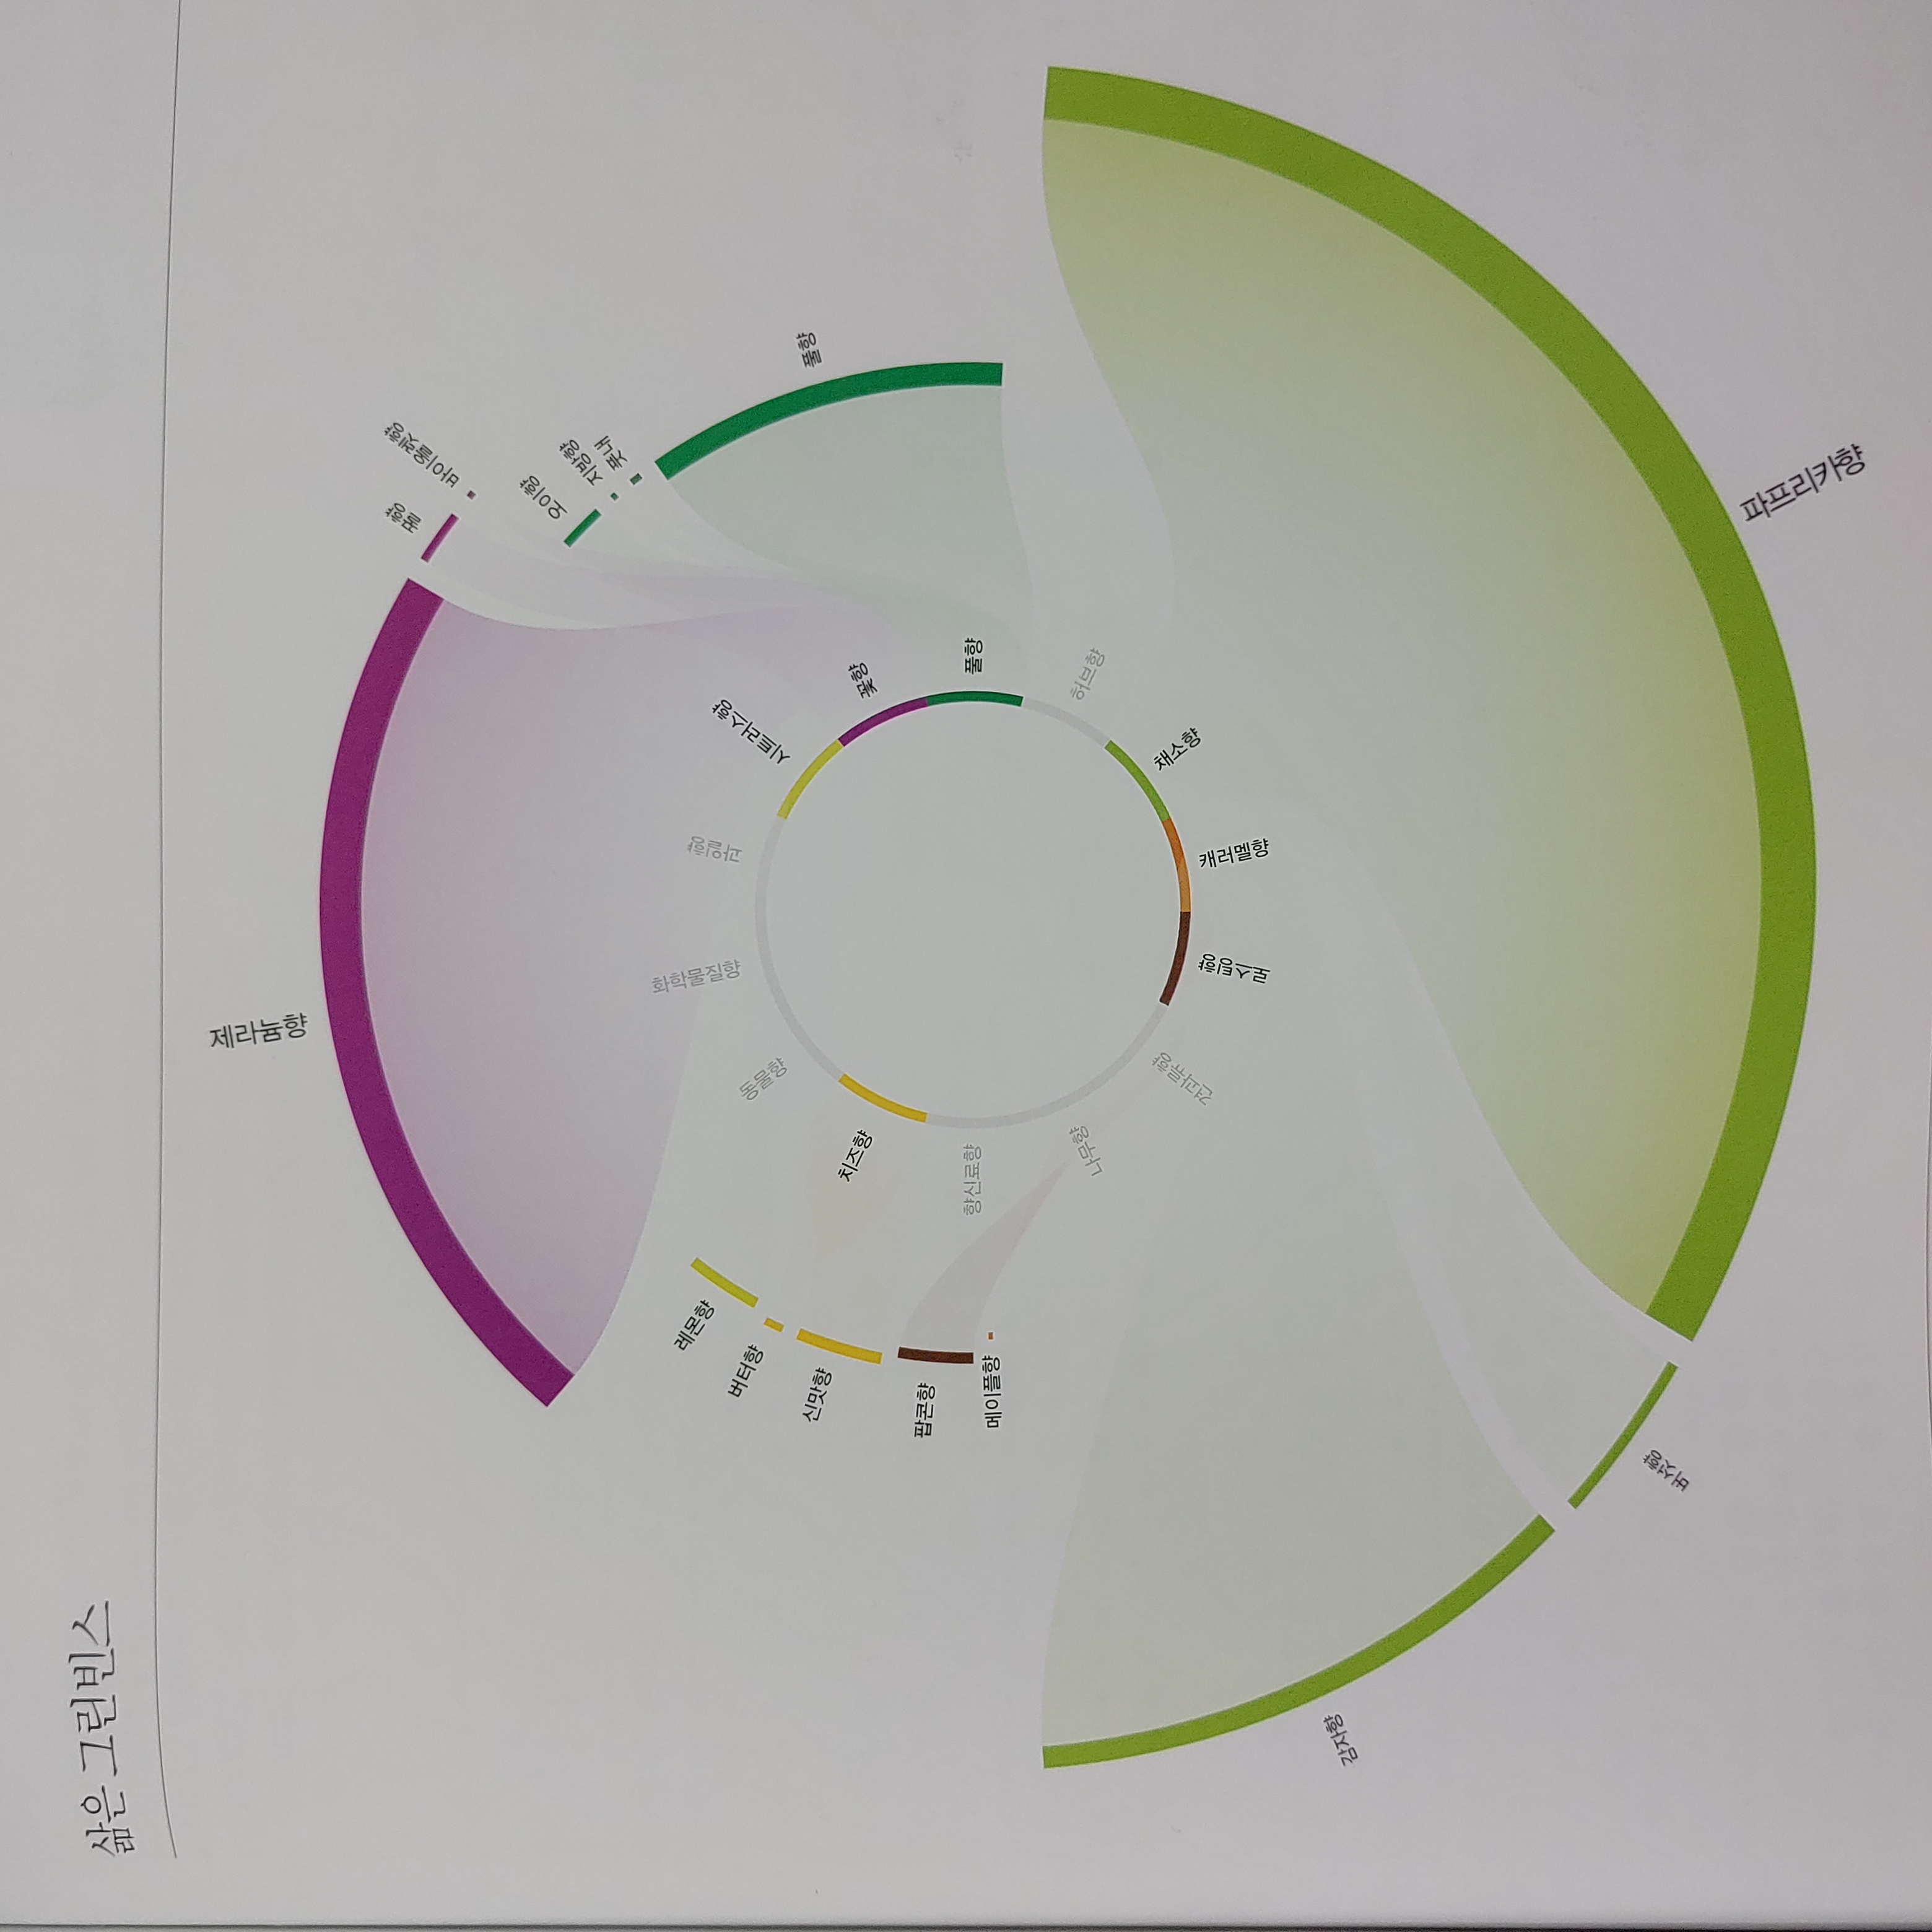 삶은 그린빈스
제라늄향
꿀향
바이올렛향
오이향
지방향
풋내
풀향
레몬향
버터향
신맛향
팝콘향
메이플향
화학물질향
과일향
시트러스향
동물향
꽃향
치즈향
풀향
향신료향
허브향
나무향
채소향
견과류향
로스팅향
캐러멜향
감자향
버섯향
파프리카향